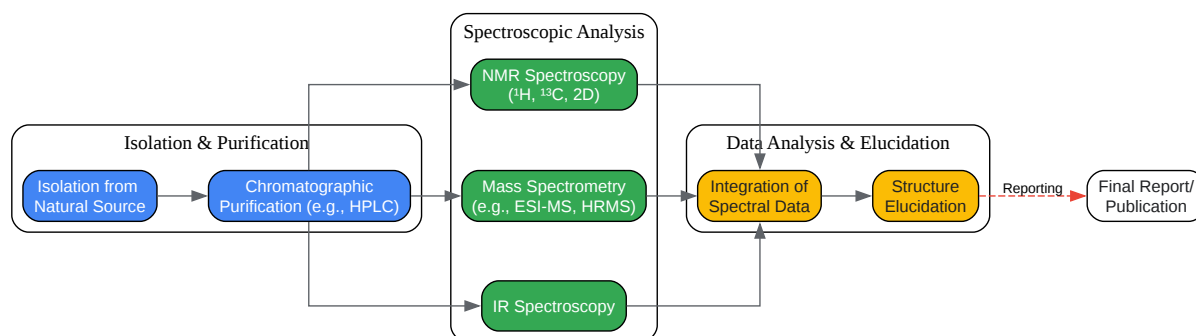 Spectroscopic Analysis
NMR Spectroscopy
(¹H, ¹³C, 2D)
Isolation & Purification
Data Analysis & Elucidation
Isolation from
Natural Source
Chromatographic
Purification (e.g., HPLC)
Mass Spectrometry
(e.g., ESI-MS, HRMS)
Integration of
Spectral Data
Structure
Elucidation
Reporting
Final Report/
Publication
IR Spectroscopy